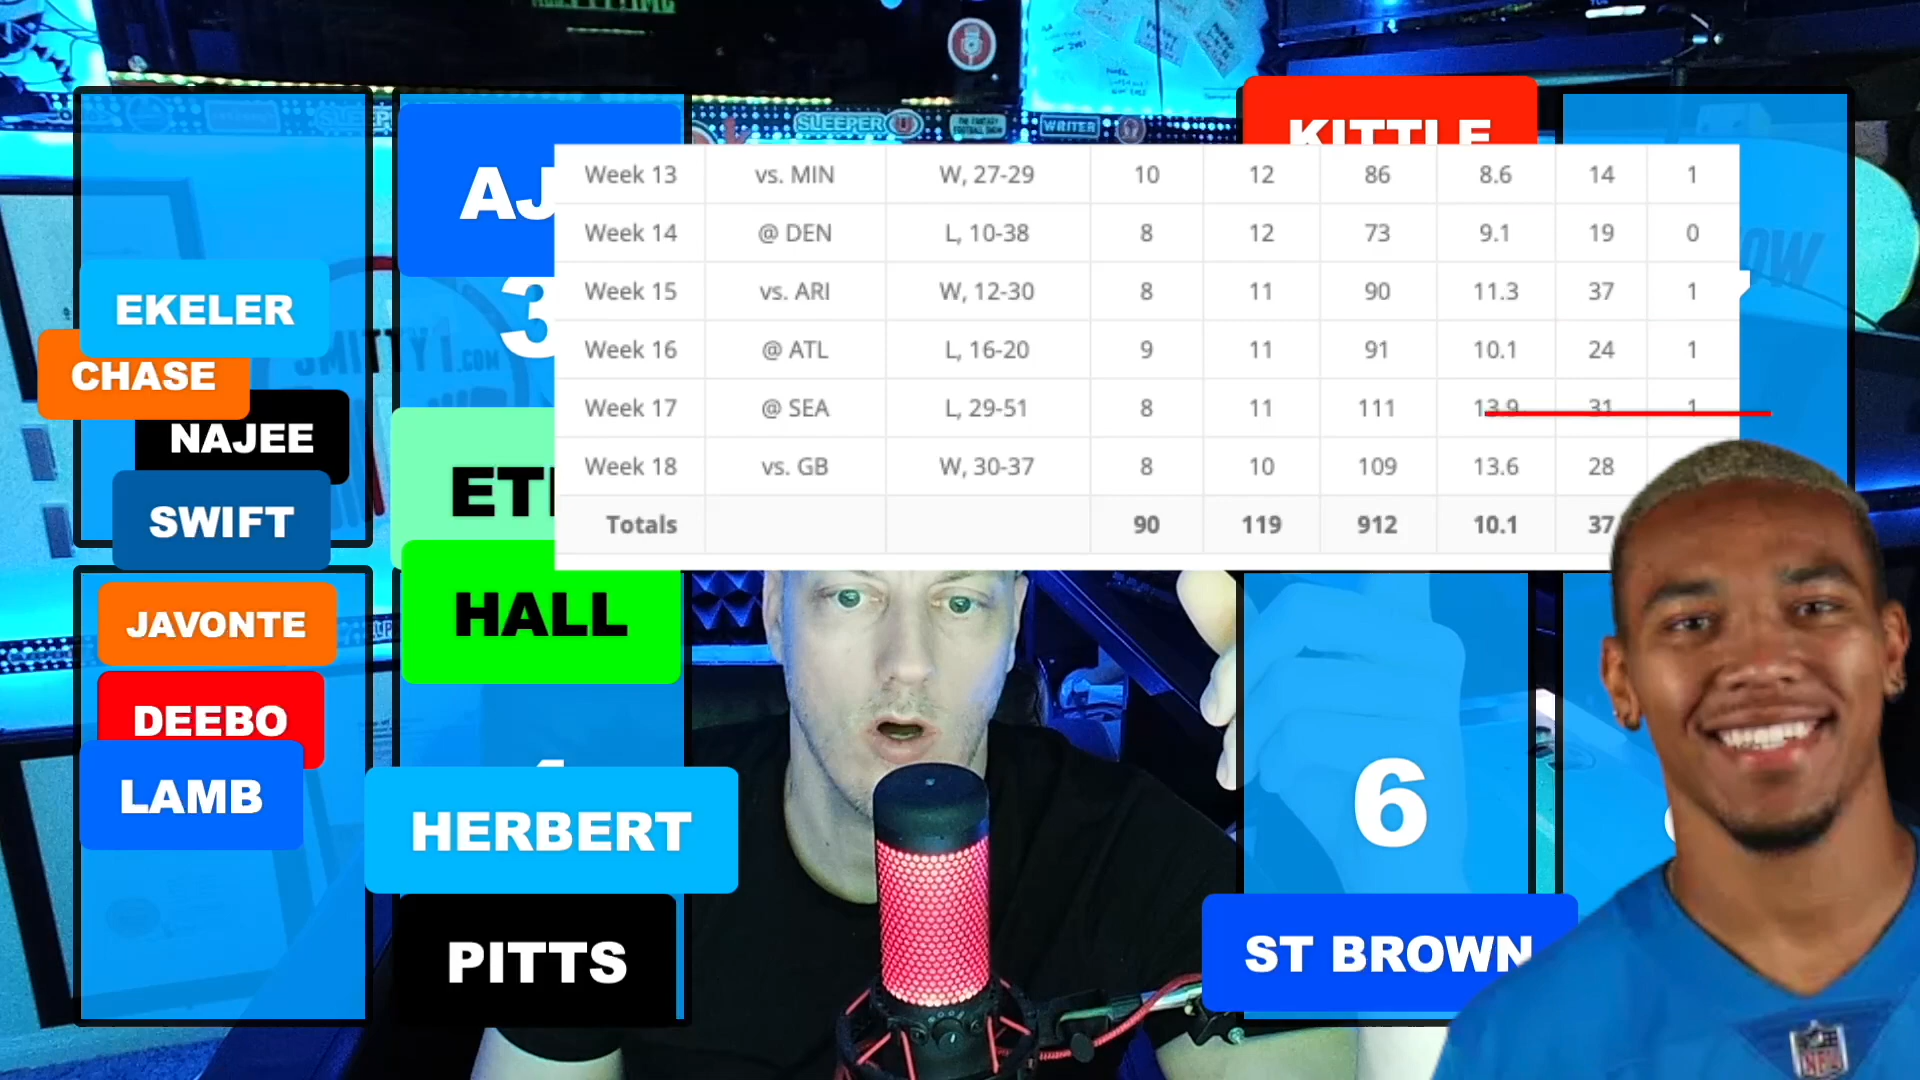 SLEEPER
WRITER
KITTLE
AJ
3
EKELER
CHASE
NAJEE
SWIFT
JAVONTE
DEEBO
LAMB
HALL
HERBERT
PITTS
Week 13 vs. MIN W, 27-29 10 12 86 8.6 14 1
Week 14 @ DEN L, 10-38 8 12 73 9.1 19 0
Week 15 vs. ARI W, 12-30 8 11 90 11.3 37 1
Week 16 @ ATL L, 16-20 9 11 91 10.1 24 1
Week 17 @ SEA L, 29-51 8 11 111 13.9 31 1
Week 18 vs. GB W, 30-37 8 10 109 13.6 28
Totals 90 119 912 10.1 37
6
ST BROWN
NFL